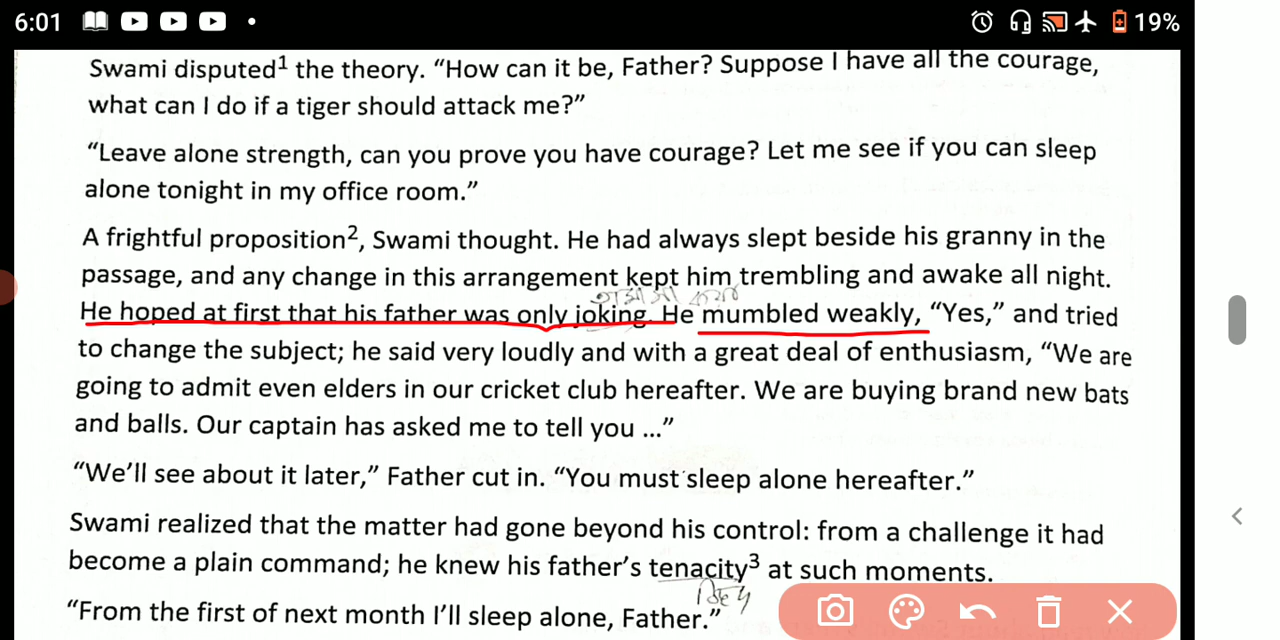 6:01
19%
Swami disputed¹ the theory. “How can it be, Father? Suppose I have all the courage,
what can I do if a tiger should attack me?”
“Leave alone strength, can you prove you have courage? Let me see if you can sleep
alone tonight in my office room.”
A frightful proposition², Swami thought. He had always slept beside his granny in the
passage, and any change in this arrangement kept him trembling and awake all night.
He hoped at first that his father was only joking. He mumbled weakly, “Yes,” and tried
to change the subject; he said very loudly and with a great deal of enthusiasm, “We are
going to admit even elders in our cricket club hereafter. We are buying brand new bats
and balls. Our captain has asked me to tell you ...”
“We’ll see about it later,” Father cut in. “You must sleep alone hereafter.”
Swami realized that the matter had gone beyond his control: from a challenge it had
become a plain command; he knew his father’s tenacity³ at such moments.
“From the first of next month I’ll sleep alone, Father.”